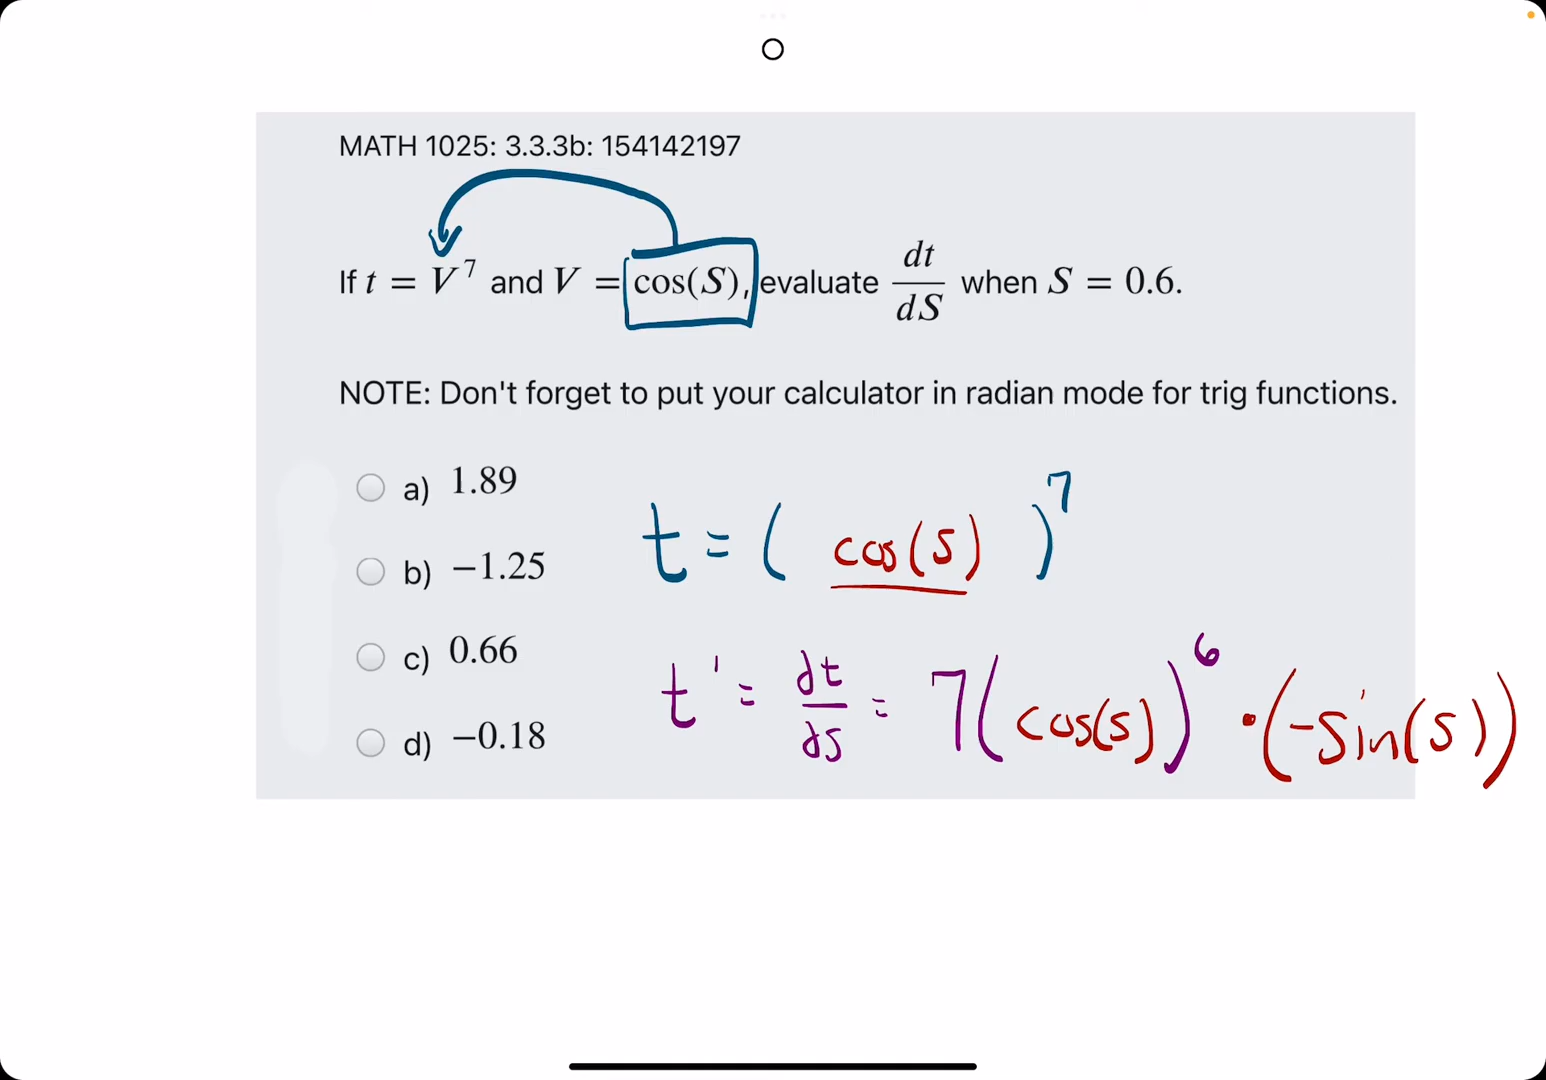 MATH 1025: 3.3.3b: 154142197
If t = V^7 and V = cos(S), evaluate dt/dS when S = 0.6.
NOTE: Don't forget to put your calculator in radian mode for trig functions.
a) 1.89
b) −1.25
c) 0.66
d) −0.18
t = ( cos(s) )^7
t' = dt/ds = 7(cos(s))^6 · (-sin(s))